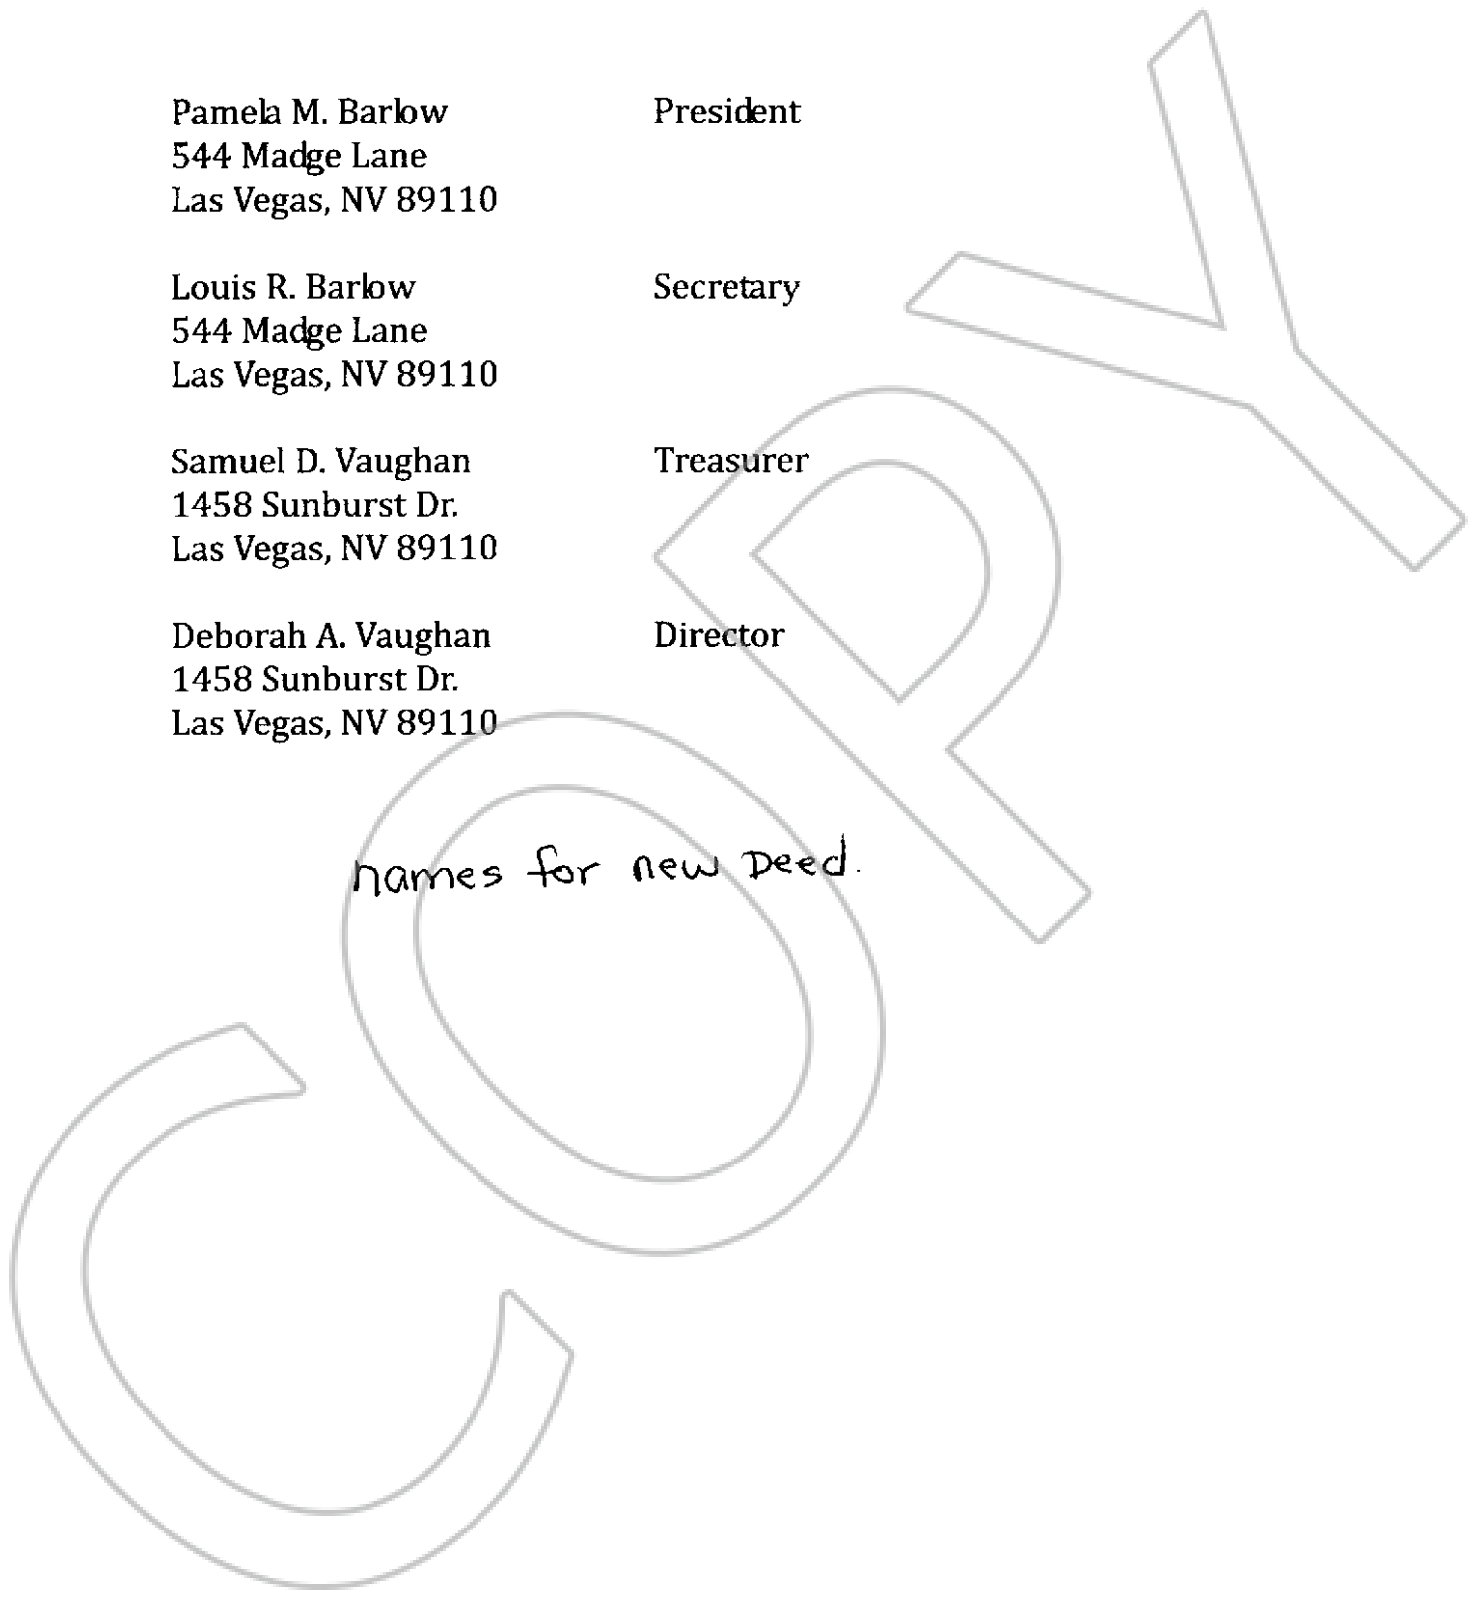 Pamela M. Barlow President
544 Madge Lane
Las Vegas, NV 89110
Louis R. Barlow Secretary
544 Madge Lane
Las Vegas, NV 89110
Samuel D. Vaughan Treasurer
1458 Sunburst Dr.
Las Vegas, NV 89110
Deborah A. Vaughan Director
1458 Sunburst Dr.
Las Vegas, NV 89110
names for new Deed.
COPY